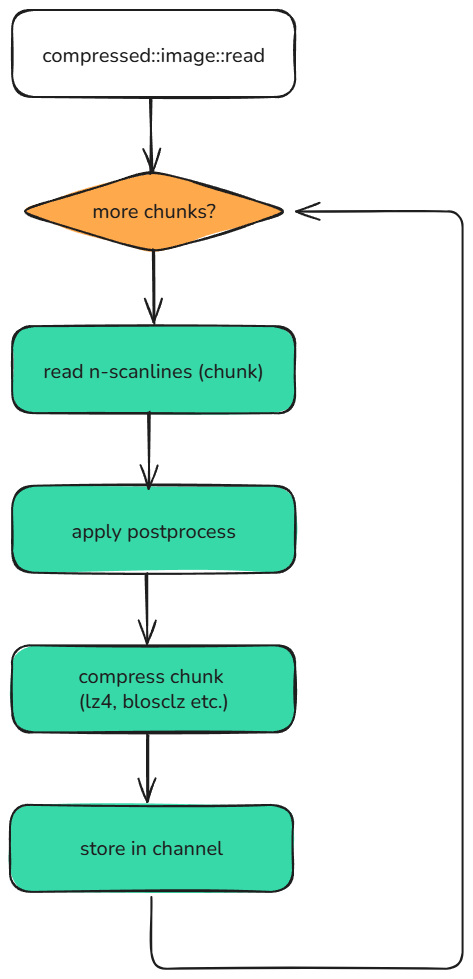 compressed::image::read
more chunks?
read n-scanlines (chunk)
apply postprocess
compress chunk
(lz4, blosclz etc.)
store in channel